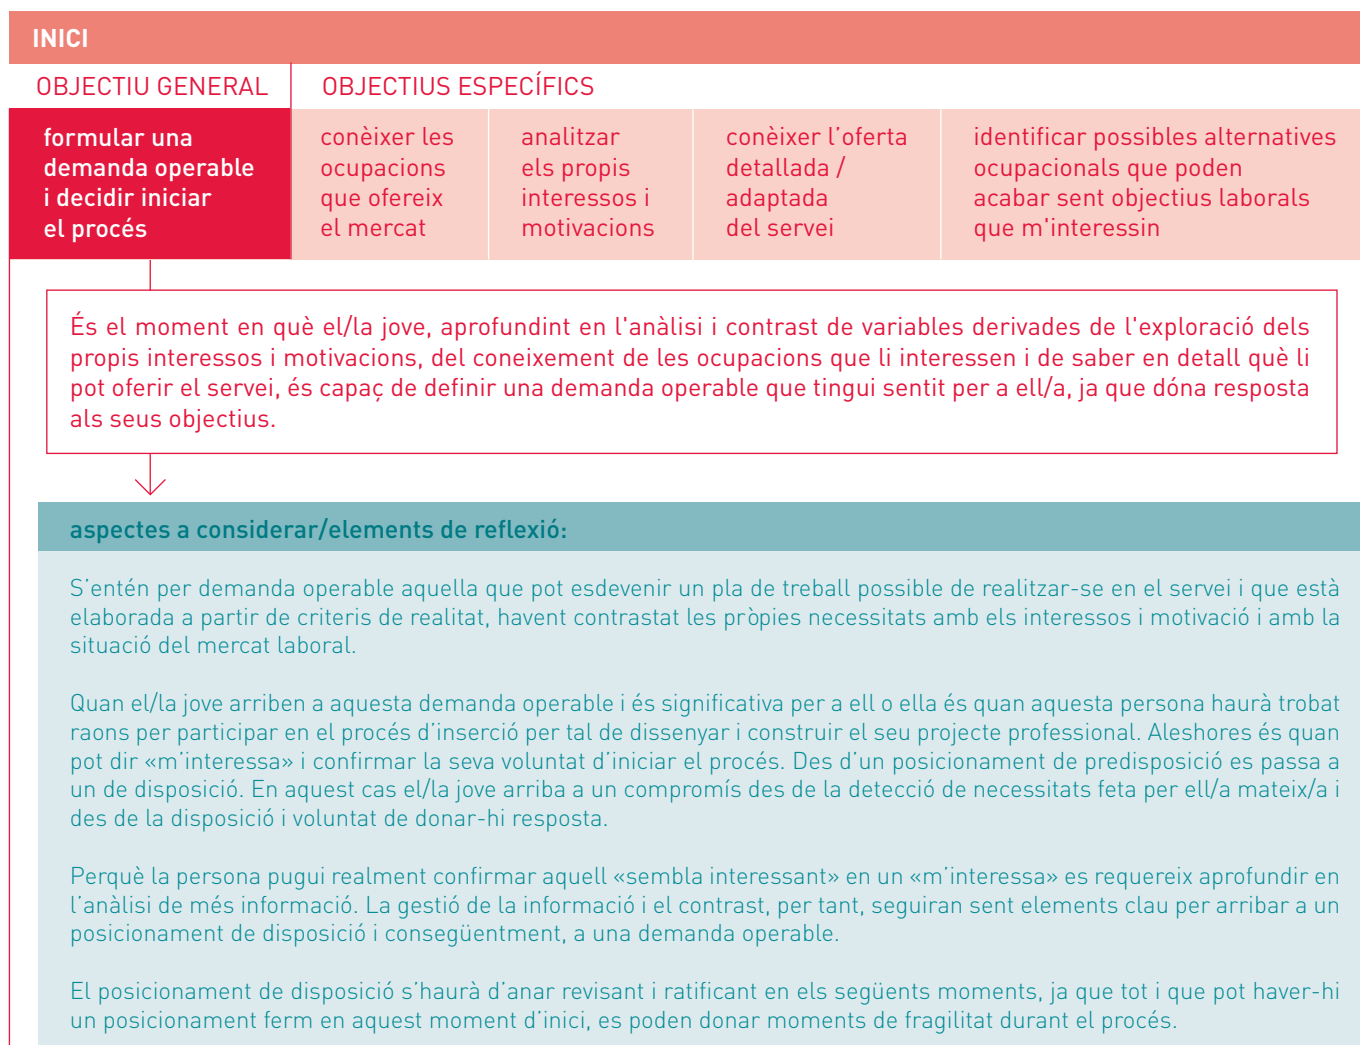 INICI
OBJECTIU GENERAL
OBJECTIUS ESPECÍFICS
formular una
demanda operable
i decidir iniciar
el procés
conèixer les
ocupacions
que ofereix
el mercat
analitzar
els propis
interessos i
motivacions
conèixer l'oferta
detallada /
adaptada
del servei
identificar possibles alternatives
ocupacionals que poden
acabar sent objectius laborals
que m'interessin
És el moment en què el/la jove, aprofundint en l'anàlisi i contrast de variables derivades de l'exploració dels
propis interessos i motivacions, del coneixement de les ocupacions que li interessen i de saber en detall què li
pot oferir el servei, és capaç de definir una demanda operable que tingui sentit per a ell/a, ja que dóna resposta
als seus objectius.
aspectes a considerar/elements de reflexió:
S'entén per demanda operable aquella que pot esdevenir un pla de treball possible de realitzar-se en el servei i que està
elaborada a partir de criteris de realitat, havent contrastat les pròpies necessitats amb els interessos i motivació i amb la
situació del mercat laboral.
Quan el/la jove arriben a aquesta demanda operable i és significativa per a ell o ella és quan aquesta persona haurà trobat
raons per participar en el procés d'inserció per tal de dissenyar i construir el seu projecte professional. Aleshores és quan
pot dir «m'interessa» i confirmar la seva voluntat d'iniciar el procés. Des d'un posicionament de predisposició es passa a
un de disposició. En aquest cas el/la jove arriba a un compromís des de la detecció de necessitats feta per ell/a mateix/a i
des de la disposició i voluntat de donar-hi resposta.
Perquè la persona pugui realment confirmar aquell «sembla interessant» en un «m'interessa» es requereix aprofundir en
l'anàlisi de més informació. La gestió de la informació i el contrast, per tant, seguiran sent elements clau per arribar a un
posicionament de disposició i consegüentment, a una demanda operable.
El posicionament de disposició s'haurà d'anar revisant i ratificant en els següents moments, ja que tot i que pot haver-hi
un posicionament ferm en aquest moment d'inici, es poden donar moments de fragilitat durant el procés.